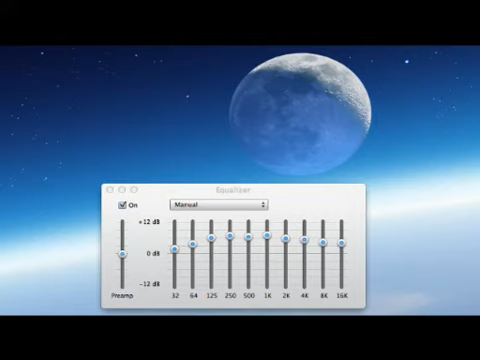 Equalizer
On
Manual
+12 dB
0 dB
-12 dB
Preamp 32 64 125 250 500 1K 2K 4K 8K 16K